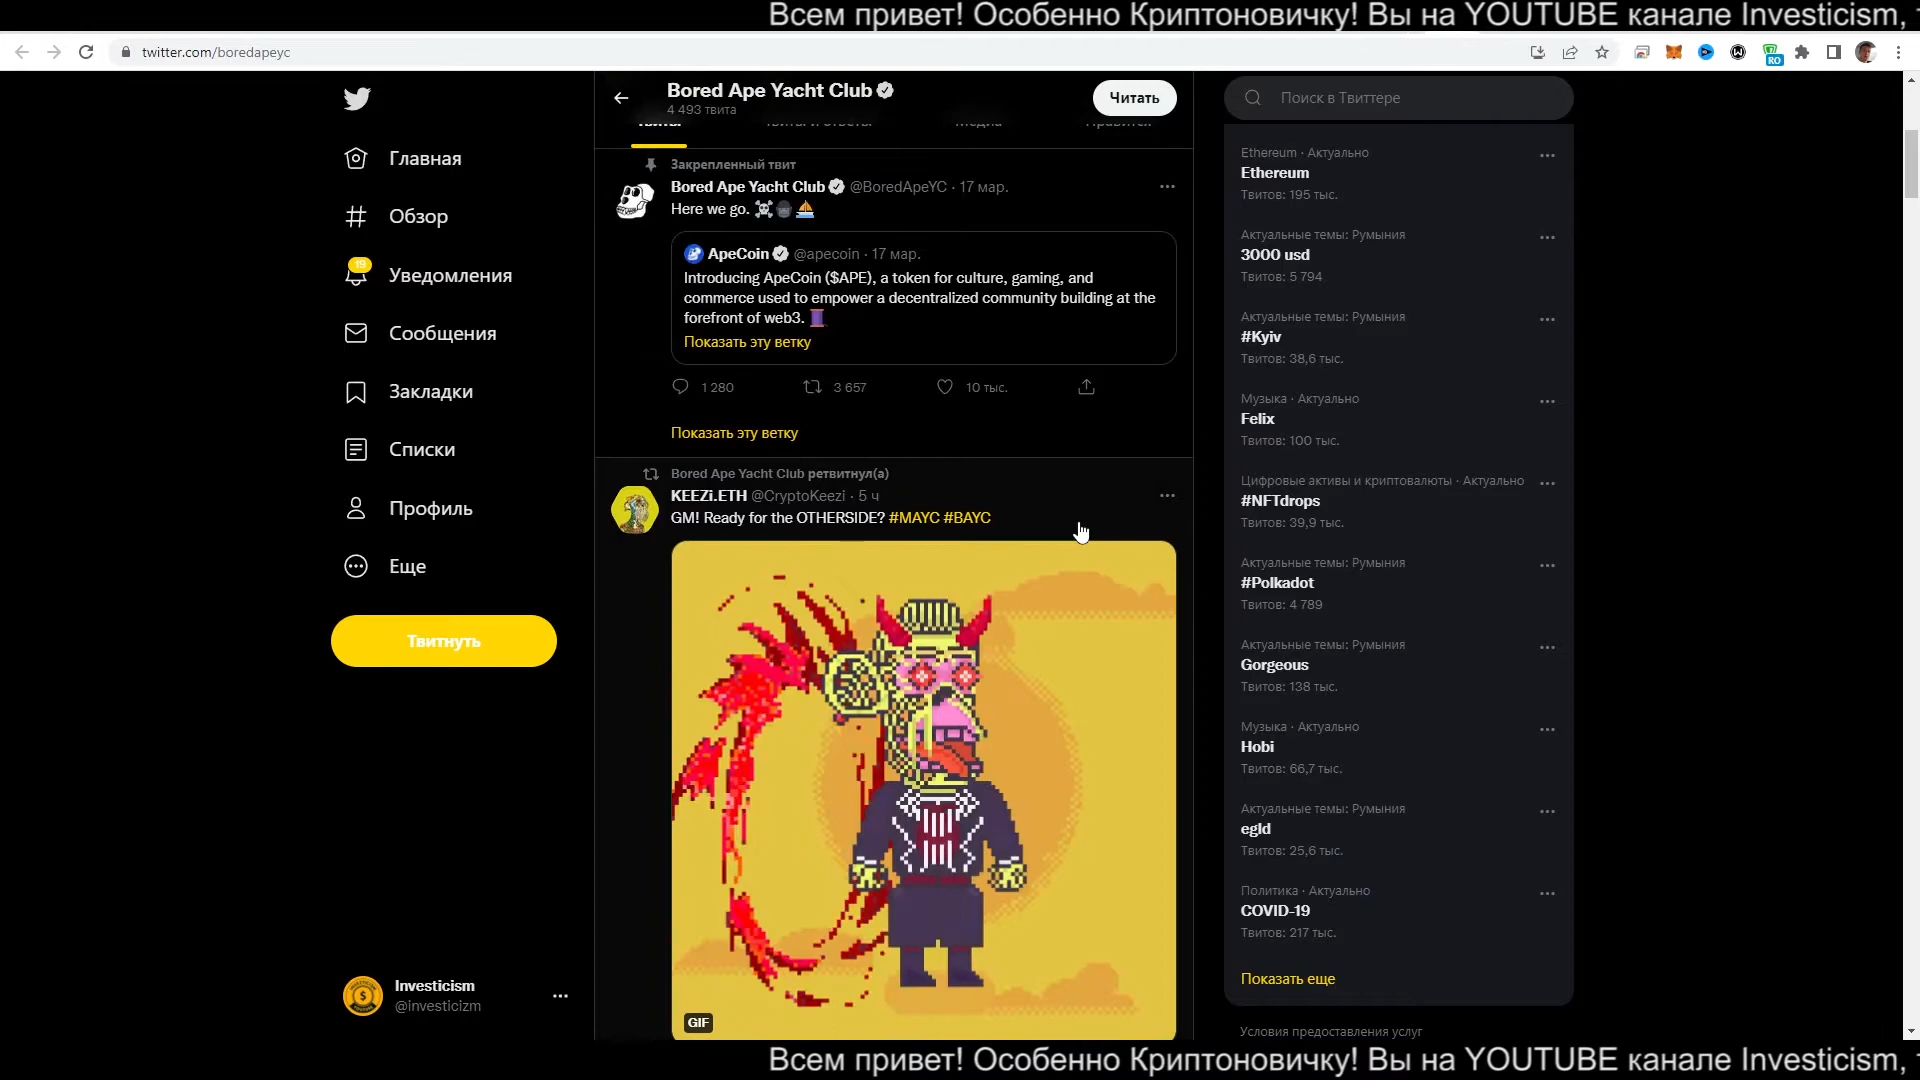 Всем привет! Особенно Криптоновичку! Вы на YOUTUBE канале Investicism,
twitter.com/boredapeyc
RO
Главная
Обзор
19
Уведомления
Сообщения
Закладки
Списки
Профиль
Еще
Твитнуть
Investicism
@investicizm
Bored Ape Yacht Club
4 493 твита
Читать
Твиты Твиты и ответы Медиа Нравится
Закрепленный твит
Bored Ape Yacht Club @BoredApeYC · 17 мар.
Here we go. ☠️🦍⛵
ApeCoin @apecoin · 17 мар.
Introducing ApeCoin ($APE), a token for culture, gaming, and
commerce used to empower a decentralized community building at the
forefront of web3. 🧵
Показать эту ветку
1 280 3 657 10 тыс.
Показать эту ветку
Bored Ape Yacht Club ретвитнул(а)
KEEZi.ETH @CryptoKeezi · 5 ч
GM! Ready for the OTHERSIDE? #MAYC #BAYC
GIF
Поиск в Твиттере
Ethereum · Актуально
Ethereum
Твитов: 195 тыс.
Актуальные темы: Румыния
3000 usd
Твитов: 5 794
Актуальные темы: Румыния
#Kyiv
Твитов: 38,6 тыс.
Музыка · Актуально
Felix
Твитов: 100 тыс.
Цифровые активы и криптовалюты · Актуально
#NFTdrops
Твитов: 39,9 тыс.
Актуальные темы: Румыния
#Polkadot
Твитов: 4 789
Актуальные темы: Румыния
Gorgeous
Твитов: 138 тыс.
Музыка · Актуально
Hobi
Твитов: 66,7 тыс.
Актуальные темы: Румыния
egld
Твитов: 25,6 тыс.
Политика · Актуально
COVID-19
Твитов: 217 тыс.
Показать еще
Условия предоставления услуг
Всем привет! Особенно Криптоновичку! Вы на YOUTUBE канале Investicism,